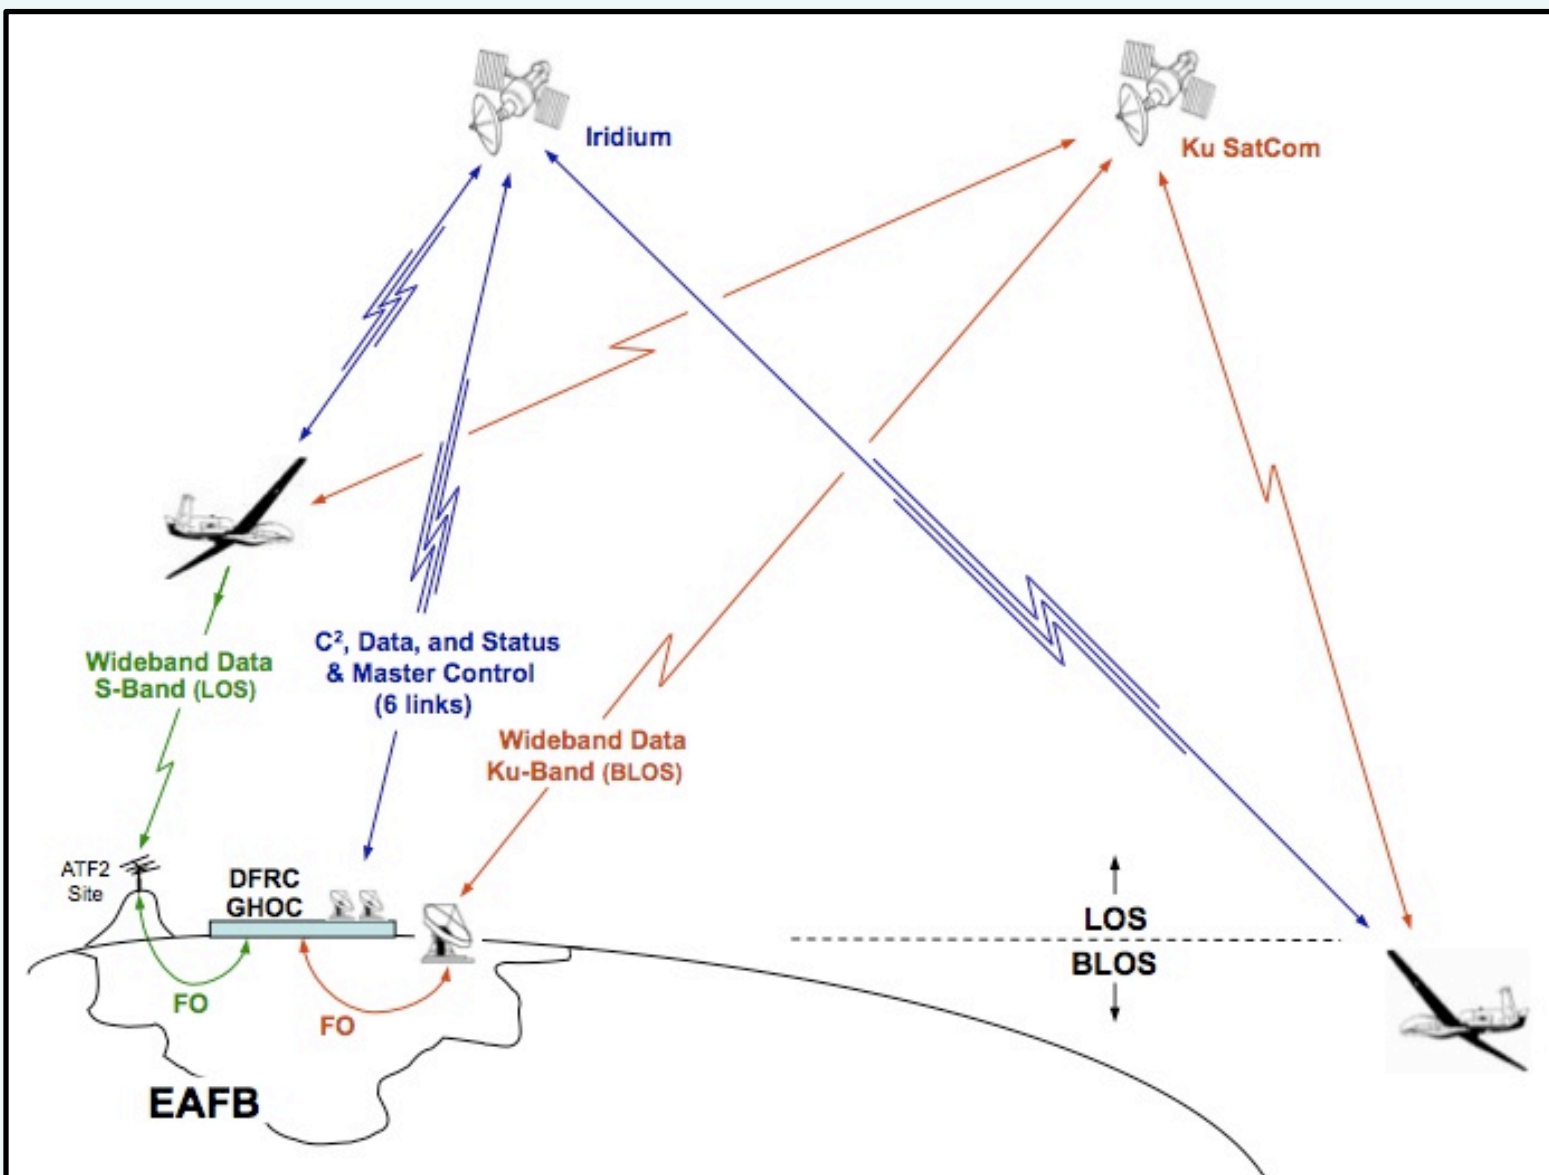 Iridium
Ku SatCom
C², Data, and Status
& Master Control
(6 links)
Wideband Data
S-Band (LOS)
Wideband Data
Ku-Band (BLOS)
ATF2
Site
DFRC
GHOC
LOS
BLOS
FO
FO
EAFB